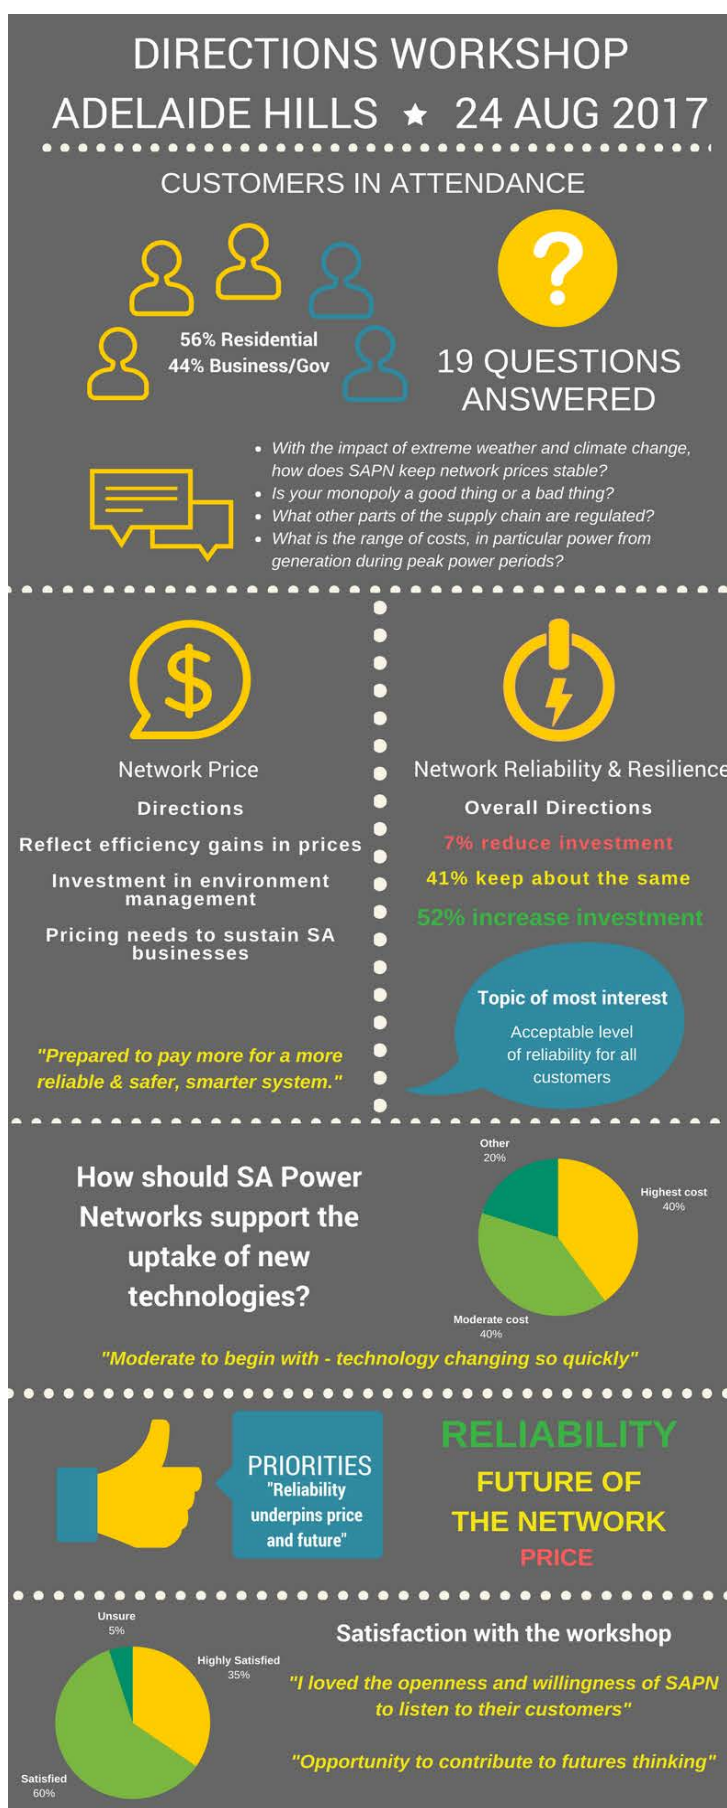 DIRECTIONS WORKSHOP
ADELAIDE HILLS ★ 24 AUG 2017
CUSTOMERS IN ATTENDANCE
56% Residential
44% Business/Gov
?
19 QUESTIONS
ANSWERED
• With the impact of extreme weather and climate change,
how does SAPN keep network prices stable?
• Is your monopoly a good thing or a bad thing?
• What other parts of the supply chain are regulated?
• What is the range of costs, in particular power from
generation during peak power periods?
$
Network Price
Directions
Reflect efficiency gains in prices
Investment in environment
management
Pricing needs to sustain SA
businesses
"Prepared to pay more for a more
reliable & safer, smarter system."
Network Reliability & Resilience
Overall Directions
7% reduce investment
41% keep about the same
52% increase investment
Topic of most interest
Acceptable level
of reliability for all
customers
How should SA Power
Networks support the
uptake of new
technologies?
Other
20%
Highest cost
40%
Moderate cost
40%
"Moderate to begin with - technology changing so quickly"
PRIORITIES
"Reliability
underpins price
and future"
RELIABILITY
FUTURE OF
THE NETWORK
PRICE
Unsure
5%
Highly Satisfied
35%
Satisfied
60%
Satisfaction with the workshop
"I loved the openness and willingness of SAPN
to listen to their customers"
"Opportunity to contribute to futures thinking"